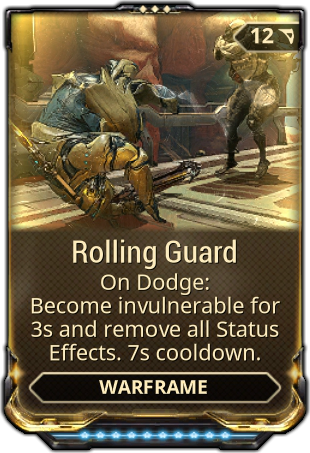 12
Rolling Guard
On Dodge:
Become invulnerable for
3s and remove all Status
Effects. 7s cooldown.
WARFRAME